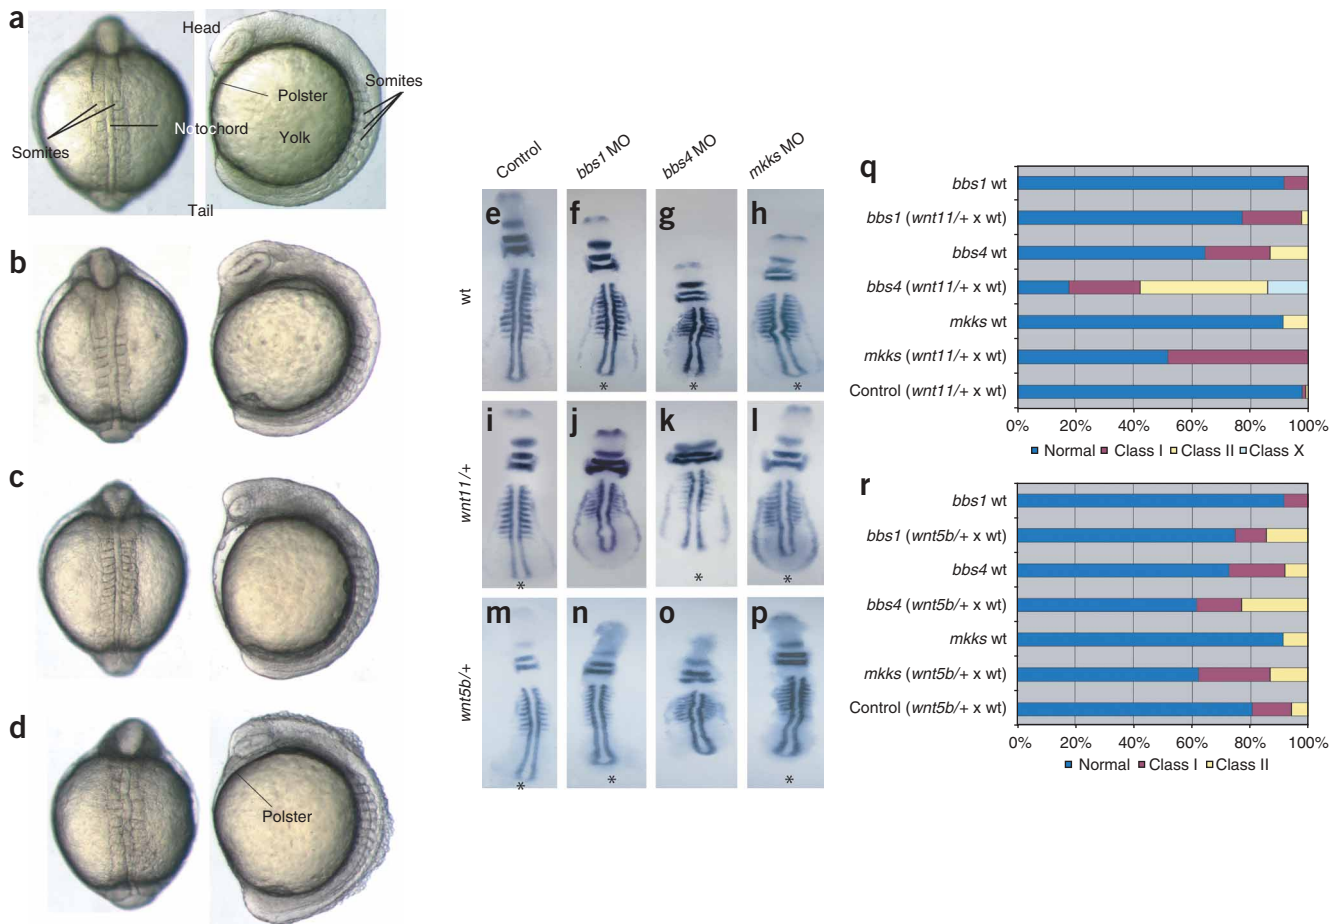 a
Head
Somites
Polster
Notochord
Yolk
Somites
Tail
b
c
d
Polster
Control
bbs1 MO
bbs4 MO
mkks MO
wt
e
f
g
h
*
*
*
wnt11/+
i
j
k
l
*
*
*
wnt5b/+
m
n
o
p
*
*
*
q
bbs1 wt
bbs1 (wnt11/+ x wt)
bbs4 wt
bbs4 (wnt11/+ x wt)
mkks wt
mkks (wnt11/+ x wt)
Control (wnt11/+ x wt)
0% 20% 40% 60% 80% 100%
Normal Class I Class II Class X
r
bbs1 wt
bbs1 (wnt5b/+ x wt)
bbs4 wt
bbs4 (wnt5b/+ x wt)
mkks wt
mkks (wnt5b/+ x wt)
Control (wnt5b/+ x wt)
0% 20% 40% 60% 80% 100%
Normal Class I Class II